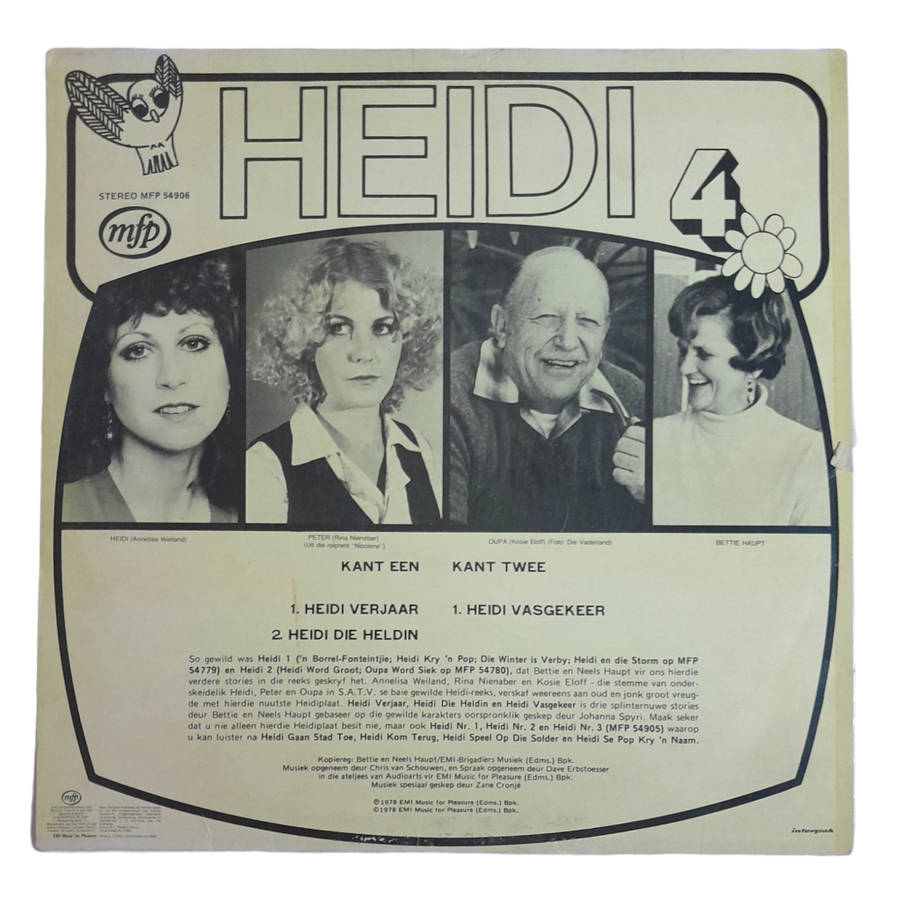 HEIDI
4
STEREO MFP 54906
mfp
HEIDI (Annelisa Weiland)
PETER (Rina Nienaber)
(Uit die rolprent "Nicolene")
OUPA (Kosie Eloff) (Foto: Die Vaderland)
BETTIE HAUPT
KANT EEN
KANT TWEE
1. HEIDI VERJAAR
1. HEIDI VASGEKEER
2. HEIDI DIE HELDIN
So gewild was Heidi 1 ('n Borrel-Fonteintjie; Heidi Kry 'n Pop; Die Winter is Verby; Heidi en die Storm op MFP
54779) en Heidi 2 (Heidi Word Groot; Oupa Word Siek op MFP 54780), dat Bettie en Neels Haupt vir ons hierdie
verdere stories in die reeks geskryf het. Annelisa Weiland, Rina Nienaber en Kosie Eloff - die stemme van onder-
skeidelik Heidi, Peter en Oupa in S.A.T.V. se baie gewilde Heidi-reeks, verskaf weereens aan oud en jonk groot vreug-
de met hierdie nuutste Heidiplaat. Heidi Verjaar, Heidi Die Heldin en Heidi Vasgekeer is drie splinternuwe stories
deur Bettie en Neels Haupt gebaseer op die gewilde karakters oorspronklik geskep deur Johanna Spyri. Maak seker
dat u nie alleen hierdie Heidiplaat besit nie, maar ook Heidi Nr. 1, Heidi Nr. 2 en Heidi Nr. 3 (MFP 54905) waarop
u kan luister na Heidi Gaan Stad Toe, Heidi Kom Terug, Heidi Speel Op Die Solder en Heidi Se Pop Kry 'n Naam.
Kopiereg: Bettie en Neels Haupt/EMI-Brigadiers Musiek (Edms.) Bpk.
Musiek opgeneem deur Chris van Schouwen, en Spraak opgeneem deur Dave Erbstoesser
in die ateljees van Audioarts vir EMI Music for Pleasure (Edms.) Bpk.
Musiek spesiaal geskep deur Zane Cronjé
℗1978 EMI Music for Pleasure (Edms.) Bpk.
©1978 EMI Music for Pleasure (Edms.) Bpk.
mfp
EMI Music for Pleasure
interpak